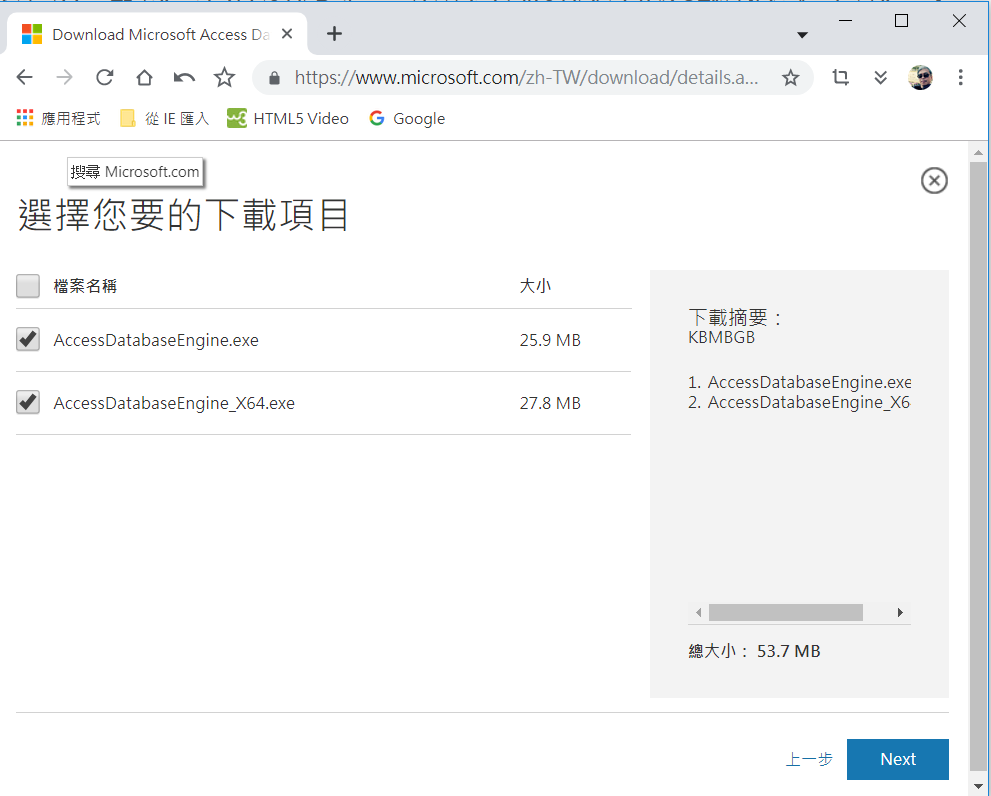 Download Microsoft Access Da
https://www.microsoft.com/zh-TW/download/details.a...
應用程式 從 IE 匯入 HTML5 Video Google
搜尋 Microsoft.com
選擇您要的下載項目
檔案名稱 大小
AccessDatabaseEngine.exe 25.9 MB
AccessDatabaseEngine_X64.exe 27.8 MB
下載摘要：
KBMBGB
1. AccessDatabaseEngine.exe
2. AccessDatabaseEngine_X6
總大小： 53.7 MB
上一步 Next